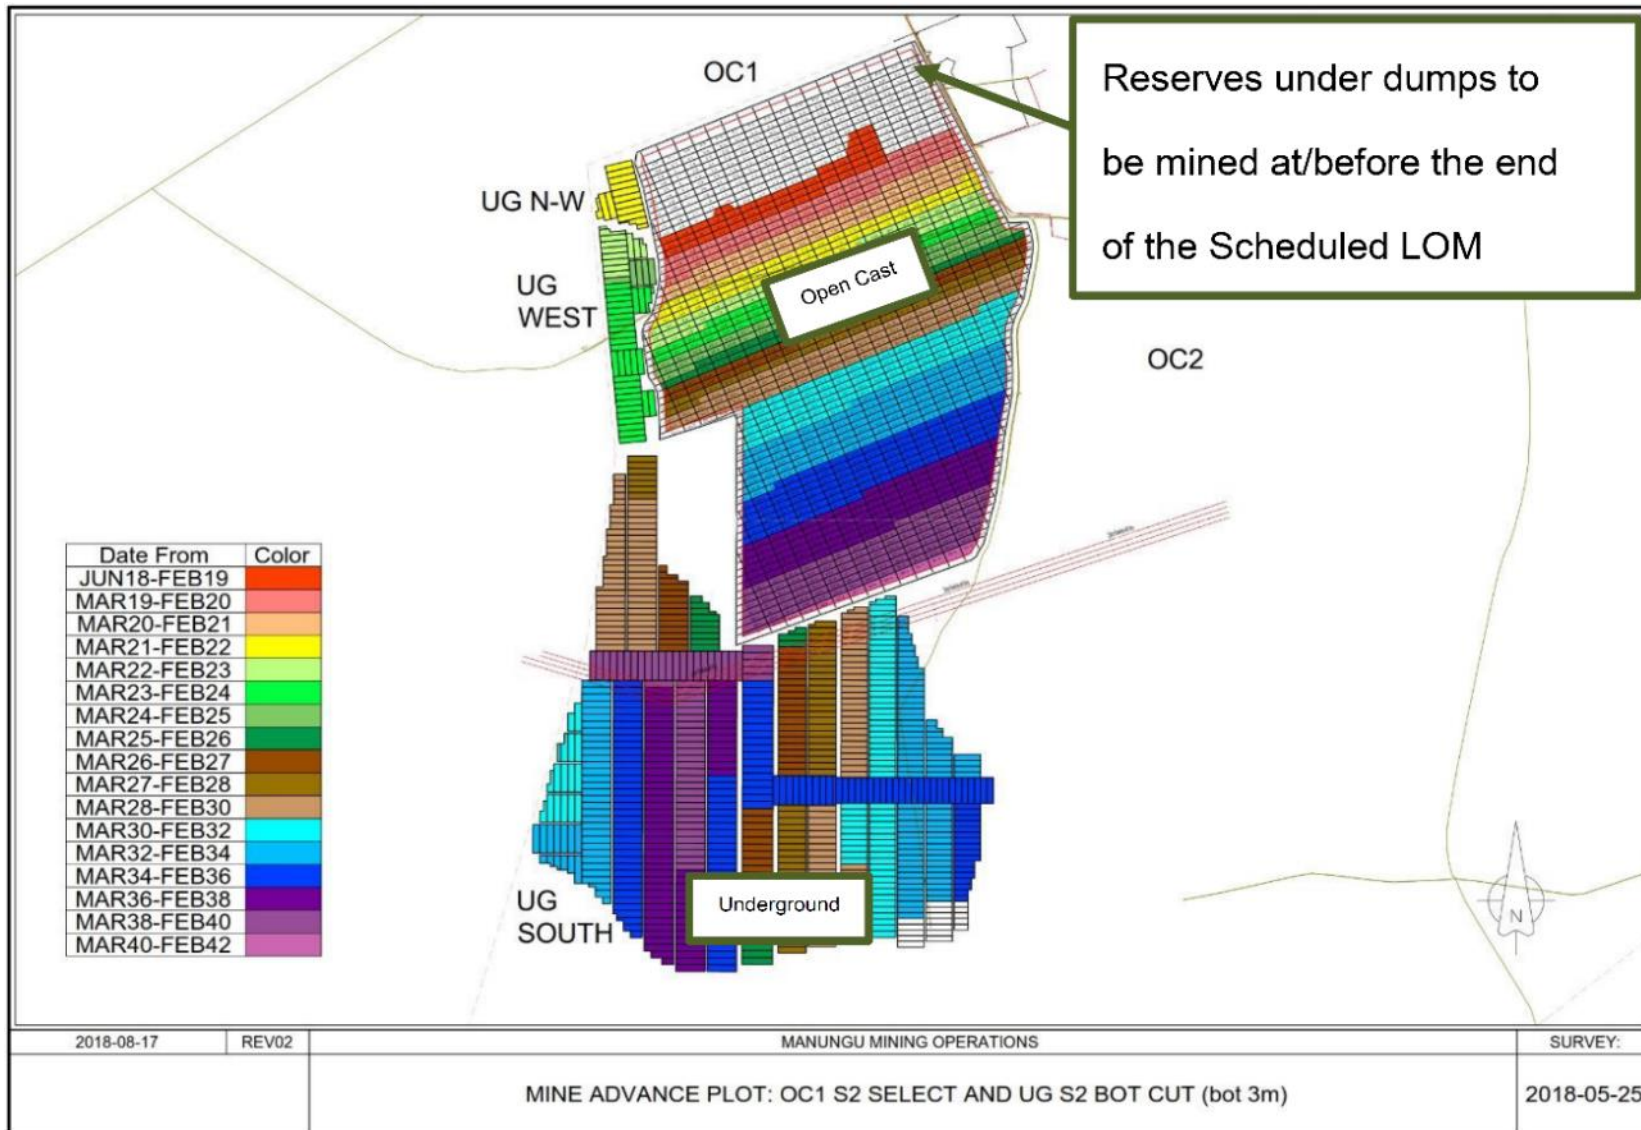 OC1
Reserves under dumps to
be mined at/before the end
of the Scheduled LOM
UG N-W
UG
WEST
Open Cast
OC2
Date From Color
JUN18-FEB19
MAR19-FEB20
MAR20-FEB21
MAR21-FEB22
MAR22-FEB23
MAR23-FEB24
MAR24-FEB25
MAR25-FEB26
MAR26-FEB27
MAR27-FEB28
MAR28-FEB30
MAR30-FEB32
MAR32-FEB34
MAR34-FEB36
MAR36-FEB38
MAR38-FEB40
MAR40-FEB42
UG
SOUTH
Underground
N
2018-08-17 REV02 MANUNGU MINING OPERATIONS SURVEY:
MINE ADVANCE PLOT: OC1 S2 SELECT AND UG S2 BOT CUT (bot 3m) 2018-05-25